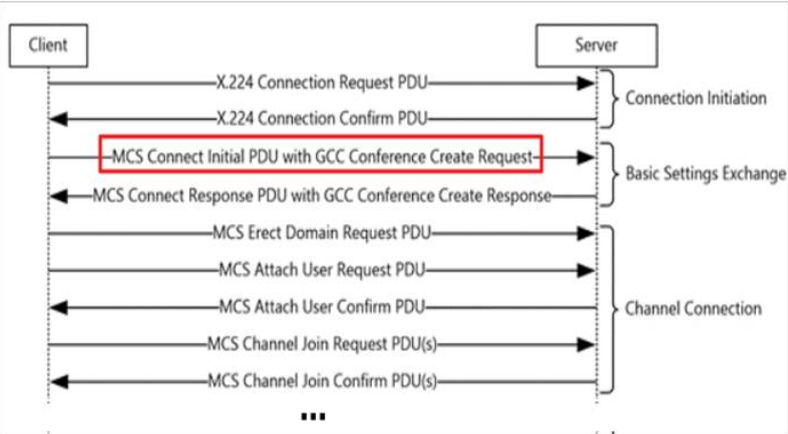 Client
Server
X.224 Connection Request PDU
X.224 Connection Confirm PDU
Connection Initiation
MCS Connect Initial PDU with GCC Conference Create Request
MCS Connect Response PDU with GCC Conference Create Response
Basic Settings Exchange
MCS Erect Domain Request PDU
MCS Attach User Request PDU
MCS Attach User Confirm PDU
Channel Connection
MCS Channel Join Request PDU(s)
MCS Channel Join Confirm PDU(s)
...